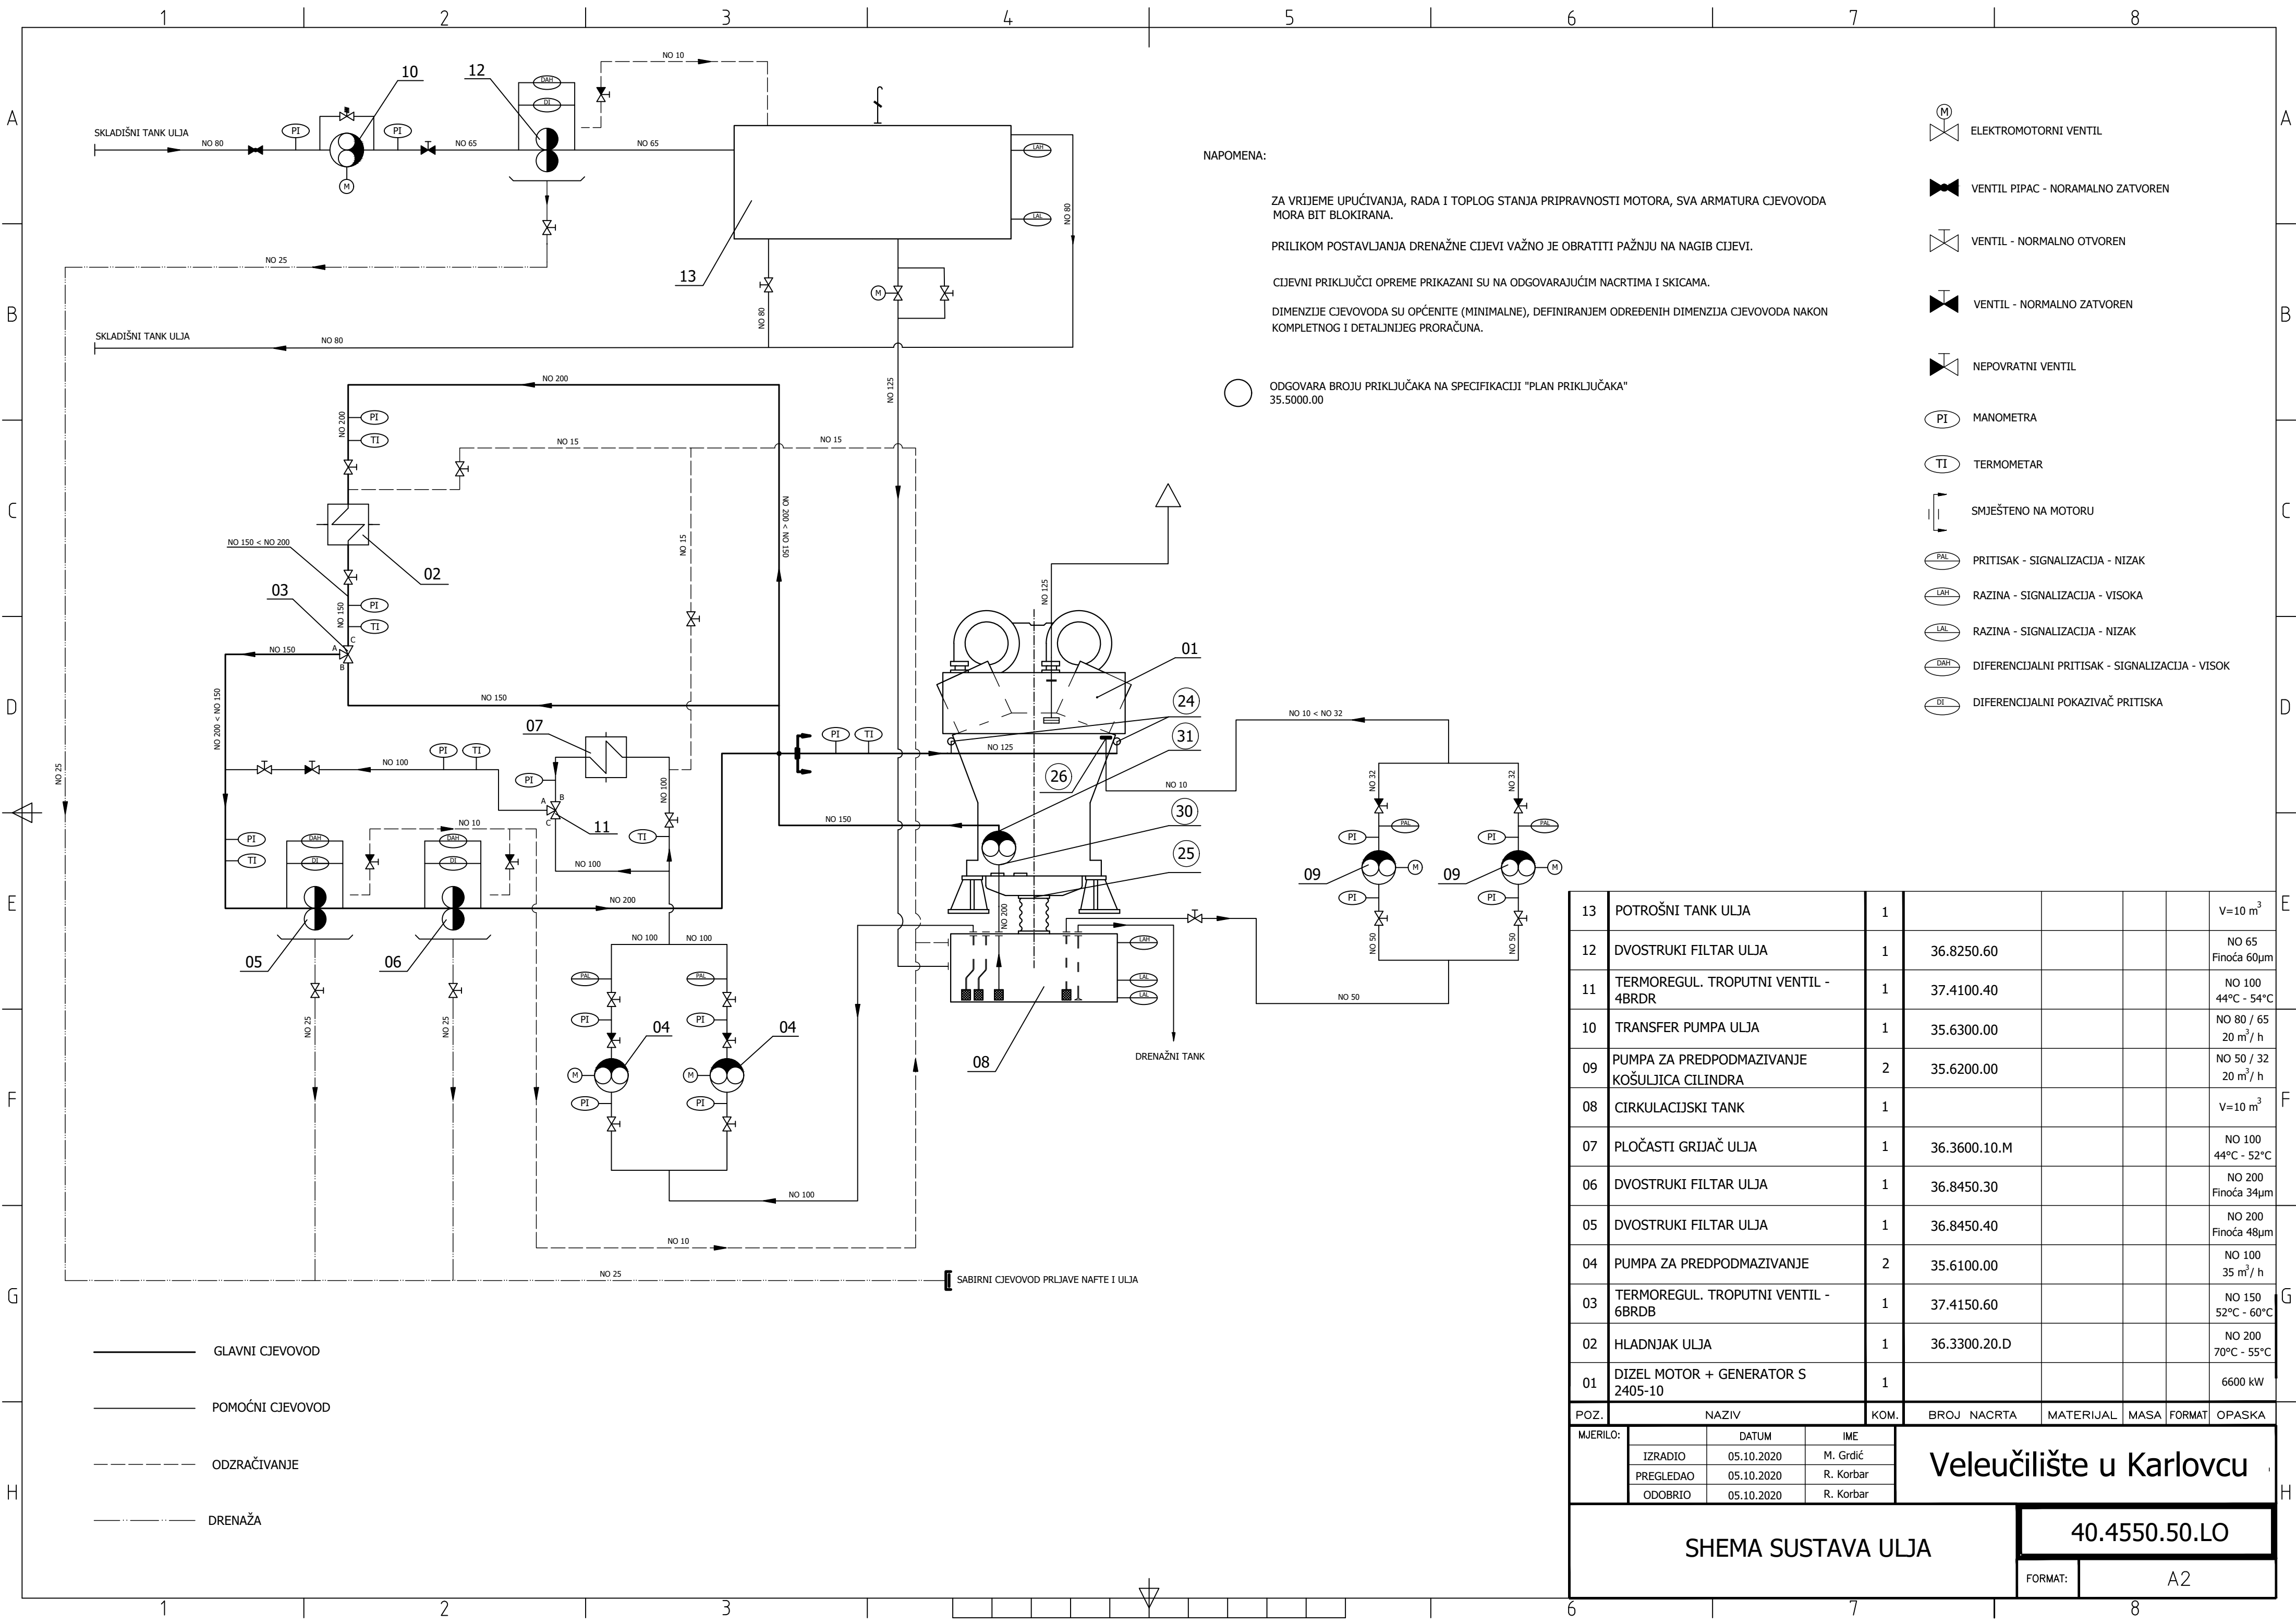 1 2 3 4 5 6 7 8
A
B
C
D
E
F
G
H
A
B
C
D
E
F
G
H
SKLADIŠNI TANK ULJA
NO 80
PI
10
PI
M
NO 65
12
DAH
DI
NO 10
NO 65
LAH
LAL
NO 80
13
NO 25
M
NO 80
SKLADIŠNI TANK ULJA
NO 80
NO 125
NAPOMENA:
ZA VRIJEME UPUĆIVANJA, RADA I TOPLOG STANJA PRIPRAVNOSTI MOTORA, SVA ARMATURA CJEVOVODA
MORA BIT BLOKIRANA.
PRILIKOM POSTAVLJANJA DRENAŽNE CIJEVI VAŽNO JE OBRATITI PAŽNJU NA NAGIB CIJEVI.
CIJEVNI PRIKLJUČCI OPREME PRIKAZANI SU NA ODGOVARAJUĆIM NACRTIMA I SKICAMA.
DIMENZIJE CJEVOVODA SU OPĆENITE (MINIMALNE), DEFINIRANJEM ODREĐENIH DIMENZIJA CJEVOVODA NAKON
KOMPLETNOG I DETALJNIJEG PRORAČUNA.
ODGOVARA BROJU PRIKLJUČAKA NA SPECIFIKACIJI "PLAN PRIKLJUČAKA"
35.5000.00
M
ELEKTROMOTORNI VENTIL
VENTIL PIPAC - NORAMALNO ZATVOREN
VENTIL - NORMALNO OTVOREN
VENTIL - NORMALNO ZATVOREN
NEPOVRATNI VENTIL
PI MANOMETRA
TI TERMOMETAR
SMJEŠTENO NA MOTORU
PAL PRITISAK - SIGNALIZACIJA - NIZAK
LAH RAZINA - SIGNALIZACIJA - VISOKA
LAL RAZINA - SIGNALIZACIJA - NIZAK
DAH DIFERENCIJALNI PRITISAK - SIGNALIZACIJA - VISOK
DI DIFERENCIJALNI POKAZIVAČ PRITISKA
NO 200
NO 200
PI
TI
NO 15
NO 15
NO 15
NO 200 < NO 150
NO 150 < NO 200
02
03
NO 150
PI
TI
C
A
B
NO 150
NO 150
NO 200 < NO 150
NO 25
07
PI
TI
NO 100
PI
A
B
C
11
NO 100
TI
NO 100
PI
TI
NO 10
DAH
DI
DAH
DI
05
06
NO 200
NO 25
NO 25
NO 100
NO 100
PAL
PAL
PI
PI
04
04
M
M
PI
PI
NO 100
NO 10
NO 25
SABIRNI CJEVOVOD PRLJAVE NAFTE I ULJA
NO 125
01
24
31
26
30
25
PI
TI
NO 125
NO 10
NO 150
NO 200
LAH
LAL
LAL
08
DRENAŽNI TANK
NO 10 < NO 32
NO 32
NO 32
PAL
PAL
PI
PI
09
M
09
M
PI
PI
NO 50
NO 50
NO 50
GLAVNI CJEVOVOD
POMOĆNI CJEVOVOD
ODZRAČIVANJE
DRENAŽA
13 POTROŠNI TANK ULJA 1 V=10 m³
12 DVOSTRUKI FILTAR ULJA 1 36.8250.60 NO 65
Finoća 60µm
11 TERMOREGUL. TROPUTNI VENTIL -
4BRDR 1 37.4100.40 NO 100
44°C - 54°C
10 TRANSFER PUMPA ULJA 1 35.6300.00 NO 80 / 65
20 m³/ h
09 PUMPA ZA PREDPODMAZIVANJE
KOŠULJICA CILINDRA 2 35.6200.00 NO 50 / 32
20 m³/ h
08 CIRKULACIJSKI TANK 1 V=10 m³
07 PLOČASTI GRIJAČ ULJA 1 36.3600.10.M NO 100
44°C - 52°C
06 DVOSTRUKI FILTAR ULJA 1 36.8450.30 NO 200
Finoća 34µm
05 DVOSTRUKI FILTAR ULJA 1 36.8450.40 NO 200
Finoća 48µm
04 PUMPA ZA PREDPODMAZIVANJE 2 35.6100.00 NO 100
35 m³/ h
03 TERMOREGUL. TROPUTNI VENTIL -
6BRDB 1 37.4150.60 NO 150
52°C - 60°C
02 HLADNJAK ULJA 1 36.3300.20.D NO 200
70°C - 55°C
01 DIZEL MOTOR + GENERATOR S
2405-10 1 6600 kW
POZ. NAZIV KOM. BROJ NACRTA MATERIJAL MASA FORMAT OPASKA
MJERILO:
DATUM IME
IZRADIO 05.10.2020 M. Grdić
PREGLEDAO 05.10.2020 R. Korbar
ODOBRIO 05.10.2020 R. Korbar
Veleučilište u Karlovcu
SHEMA SUSTAVA ULJA
40.4550.50.LO
FORMAT: A2
1 2 3 6 7 8